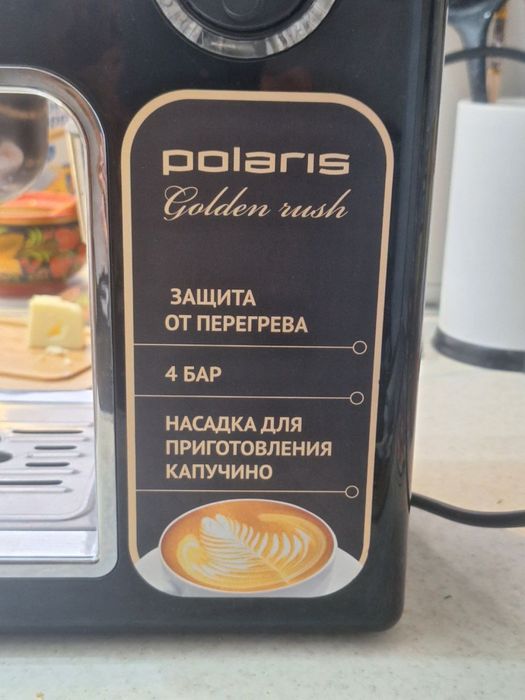 polaris
Golden rush
ЗАЩИТА
ОТ ПЕРЕГРЕВА
4 БАР
НАСАДКА ДЛЯ
ПРИГОТОВЛЕНИЯ
КАПУЧИНО